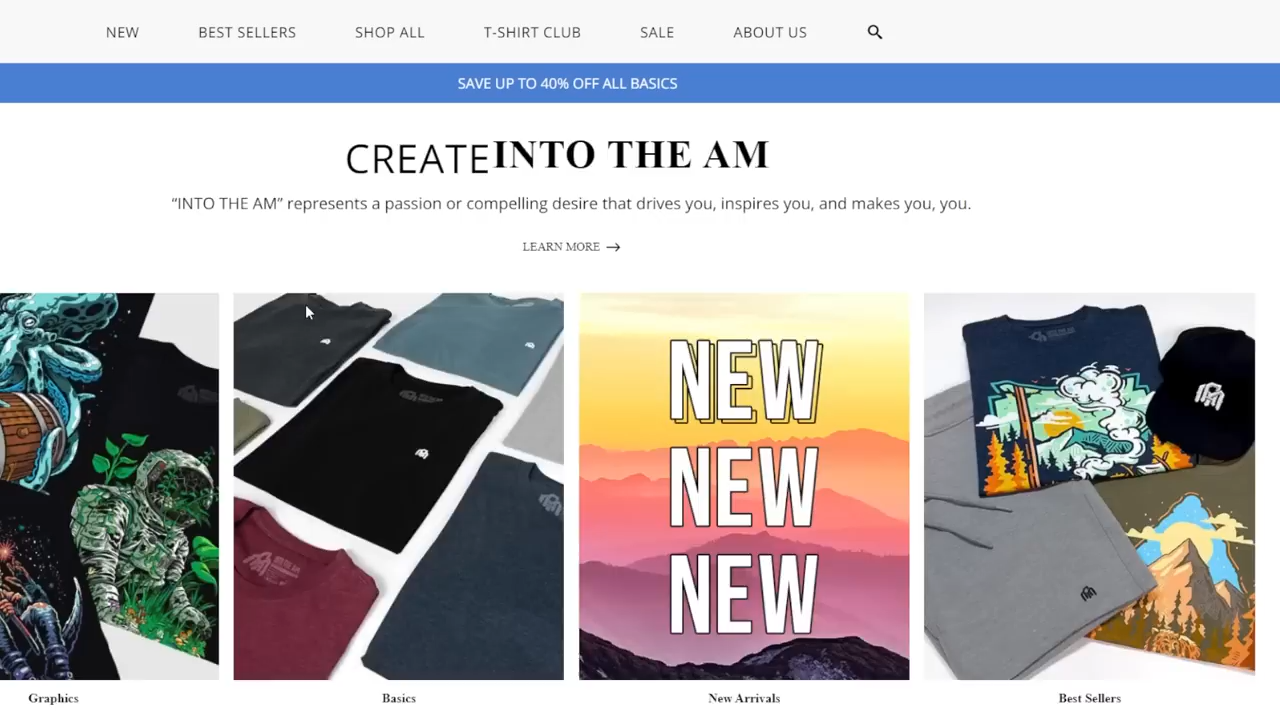 NEW BEST SELLERS SHOP ALL T-SHIRT CLUB SALE ABOUT US
SAVE UP TO 40% OFF ALL BASICS
CREATE INTO THE AM
“INTO THE AM” represents a passion or compelling desire that drives you, inspires you, and makes you, you.
LEARN MORE
NEW
NEW
NEW
Graphics Basics New Arrivals Best Sellers